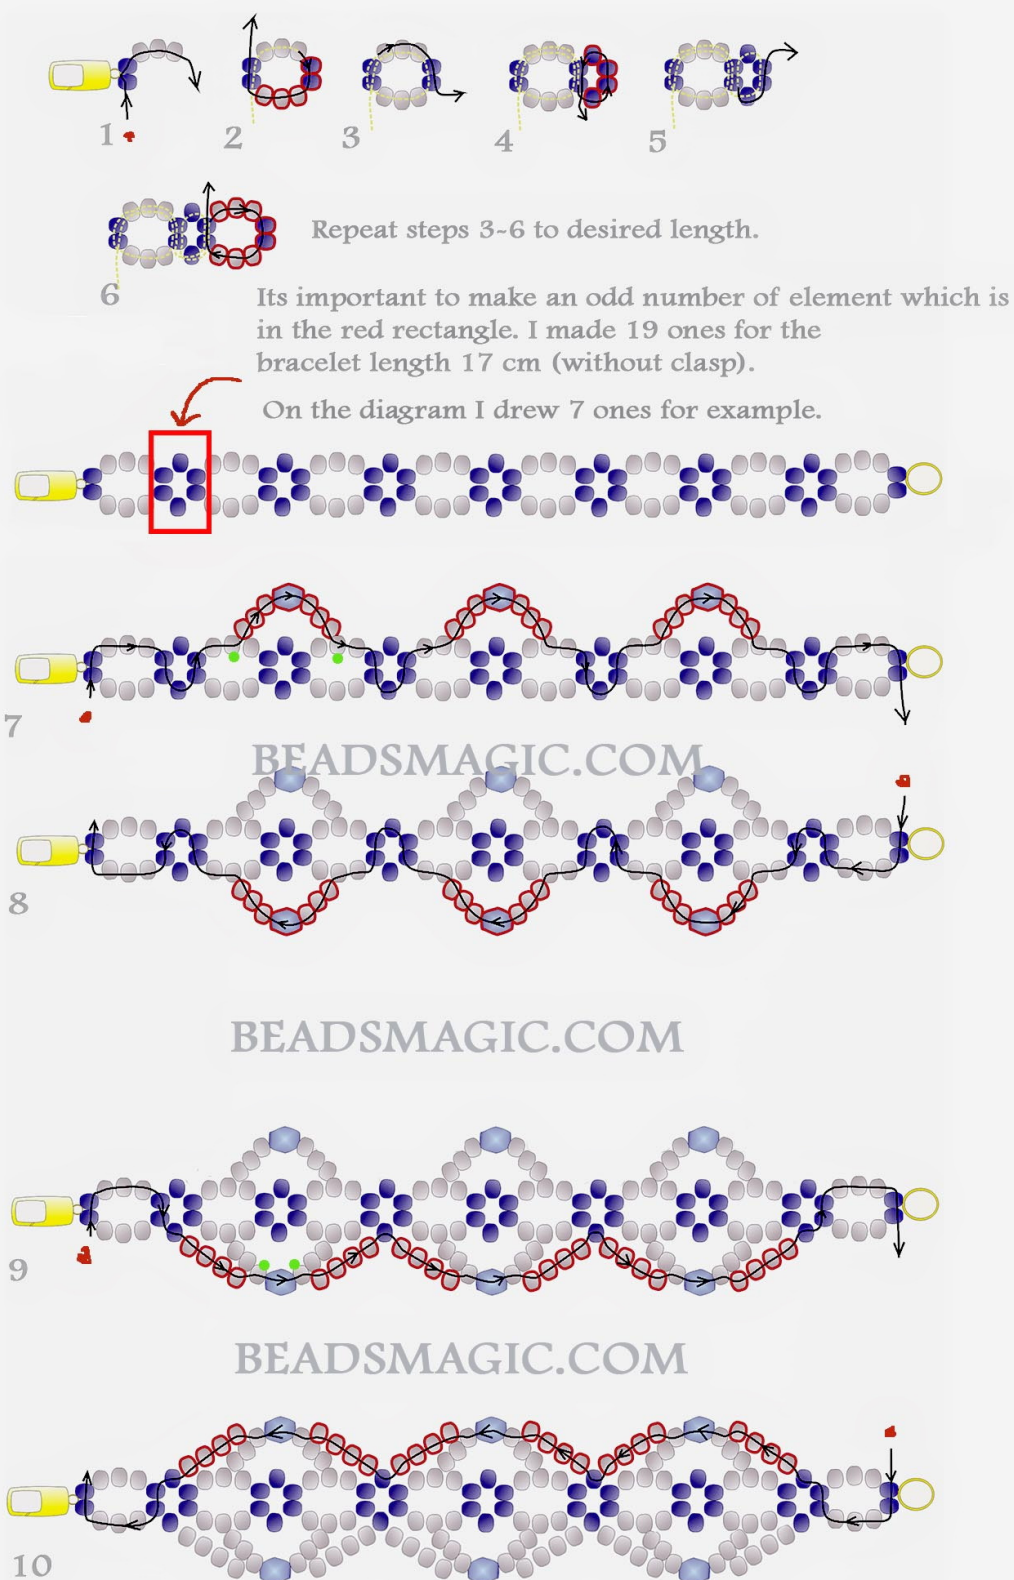 1
2
3
4
5
6
Repeat steps 3-6 to desired length.
Its important to make an odd number of element which is
in the red rectangle. I made 19 ones for the
bracelet length 17 cm (without clasp).
On the diagram I drew 7 ones for example.
7
BEADSMAGIC.COM
8
BEADSMAGIC.COM
9
BEADSMAGIC.COM
10